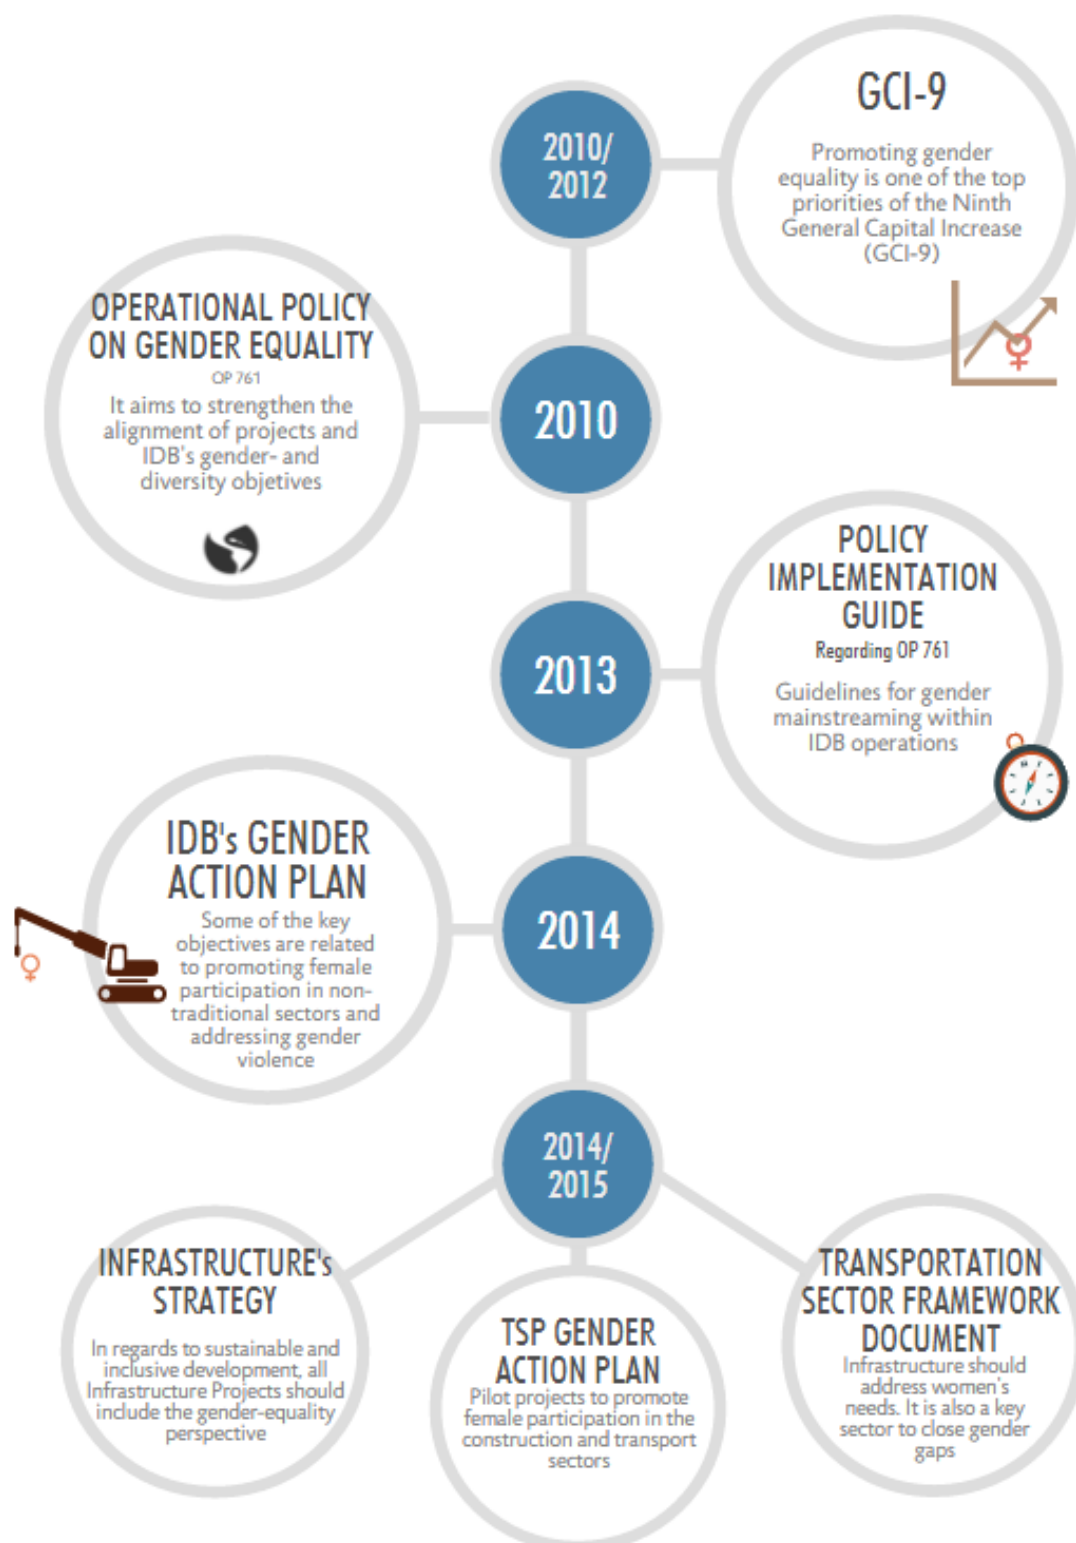 2010/
2012
GCI-9
Promoting gender
equality is one of the top
priorities of the Ninth
General Capital Increase
(GCI-9)
OPERATIONAL POLICY
ON GENDER EQUALITY
OP 761
It aims to strengthen the
alignment of projects and
IDB's gender- and
diversity objetives
2010
2013
POLICY
IMPLEMENTATION
GUIDE
Regarding OP 761
Guidelines for gender
mainstreaming within
IDB operations
IDB's GENDER
ACTION PLAN
Some of the key
objectives are related
to promoting female
participation in non-
traditional sectors and
addressing gender
violence
2014
2014/
2015
INFRASTRUCTURE's
STRATEGY
In regards to sustainable and
inclusive development, all
Infrastructure Projects should
include the gender-equality
perspective
TSP GENDER
ACTION PLAN
Pilot projects to promote
female participation in the
construction and transport
sectors
TRANSPORTATION
SECTOR FRAMEWORK
DOCUMENT
Infrastructure should
address women's
needs. It is also a key
sector to close gender
gaps